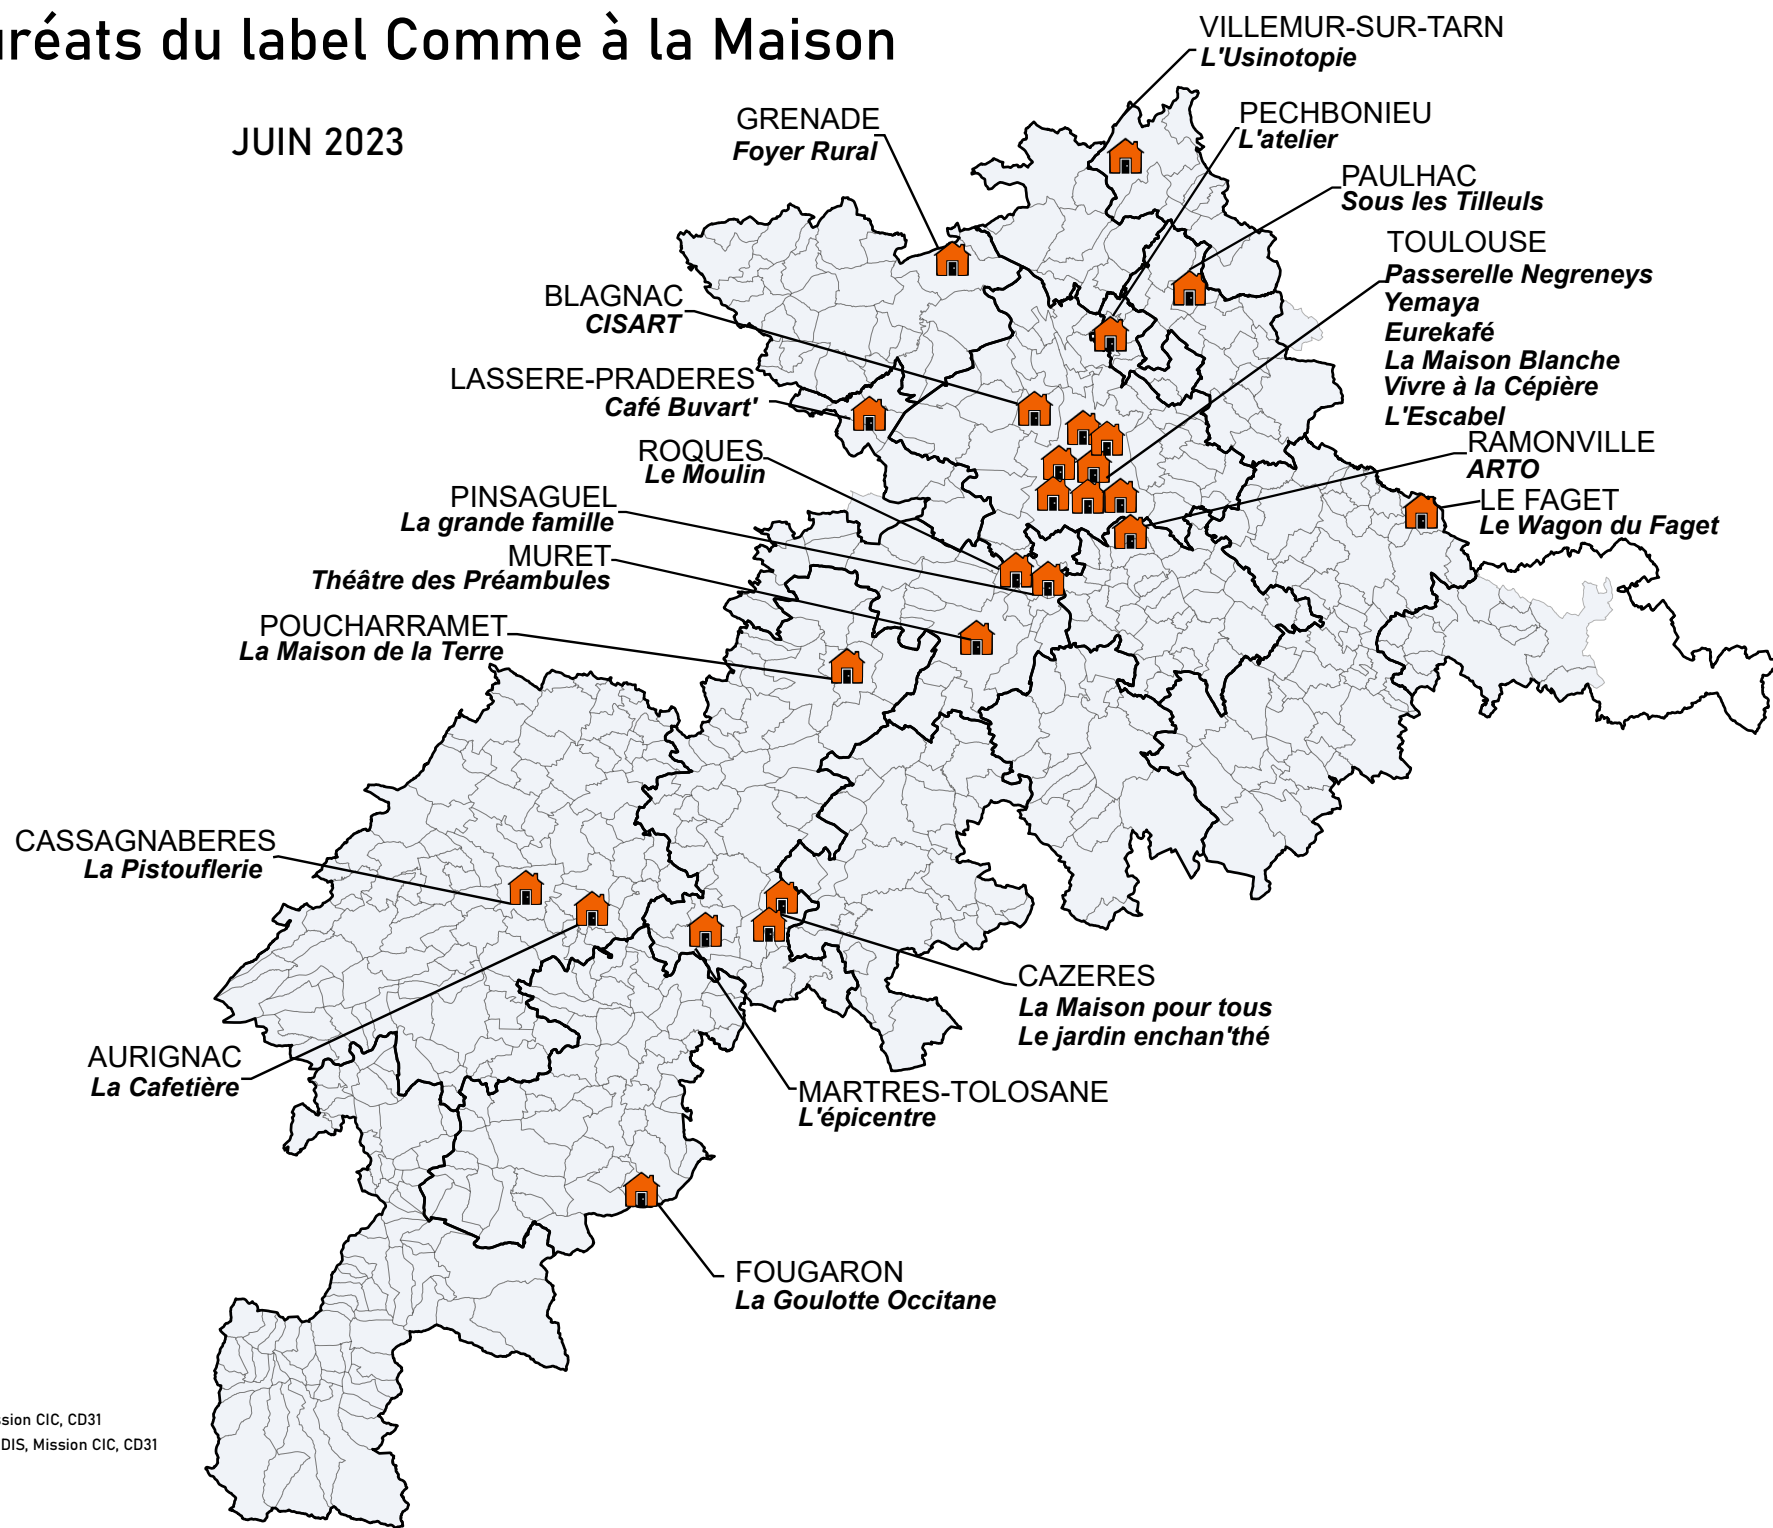 réats du label Comme à la Maison
JUIN 2023
VILLEMUR-SUR-TARN
L'Usinotopie
GRENADE
Foyer Rural
PECHBONIEU
L'atelier
PAULHAC
Sous les Tilleuls
TOULOUSE
Passerelle Negreneys
Yemaya
Eurekafé
La Maison Blanche
Vivre à la Cépière
L'Escabel
BLAGNAC
CISART
LASSERE-PRADERES
Café Buvart'
ROQUES
Le Moulin
RAMONVILLE
ARTO
PINSAGUEL
La grande famille
LE FAGET
Le Wagon du Faget
MURET
Théâtre des Préambules
POUCHARRAMET
La Maison de la Terre
CASSAGNABERES
La Pistouflerie
CAZERES
La Maison pour tous
Le jardin enchan'thé
AURIGNAC
La Cafetière
MARTRES-TOLOSANE
L'épicentre
FOUGARON
La Goulotte Occitane
sion CIC, CD31
DIS, Mission CIC, CD31